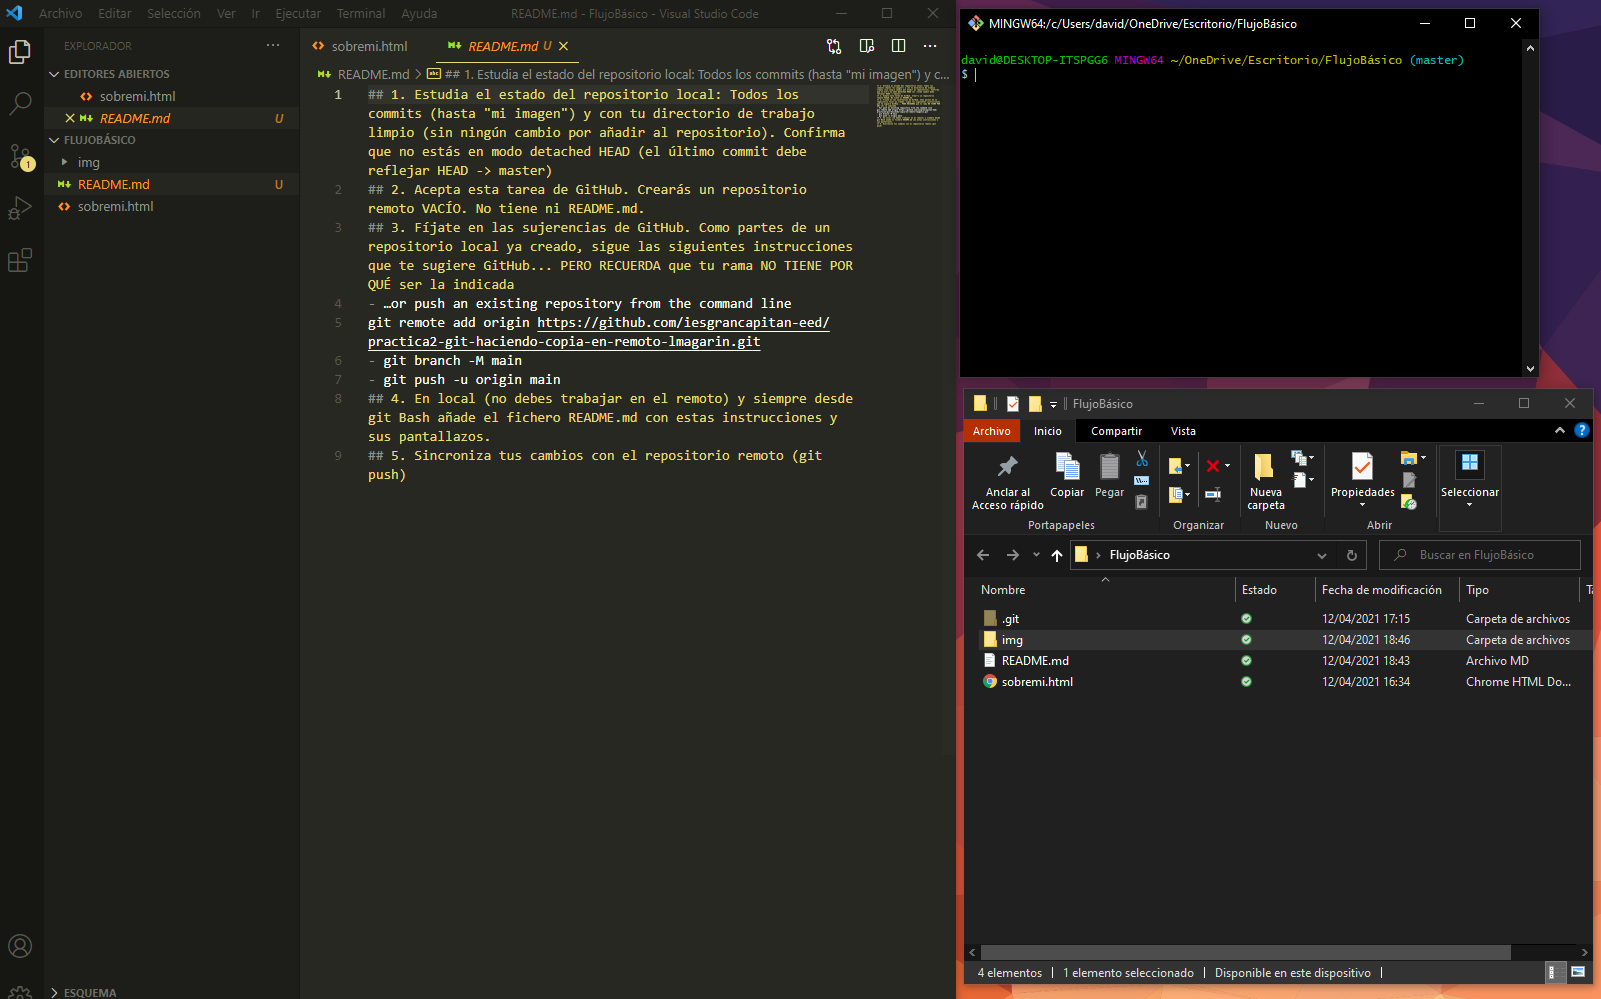 Archivo Editar Selección Ver Ir Ejecutar Terminal Ayuda README.md - FlujoBásico - Visual Studio Code
EXPLORADOR
EDITORES ABIERTOS
sobremi.html
README.md U
FLUJOBÁSICO
img
README.md U
sobremi.html
ESQUEMA
1
sobremi.html README.md U
README.md > ## 1. Estudia el estado del repositorio local: Todos los commits (hasta "mi imagen") y c...
1 ## 1. Estudia el estado del repositorio local: Todos los
commits (hasta "mi imagen") y con tu directorio de trabajo
limpio (sin ningún cambio por añadir al repositorio). Confirma
que no estás en modo detached HEAD (el último commit debe
reflejar HEAD -> master)
2 ## 2. Acepta esta tarea de GitHub. Crearás un repositorio
remoto VACÍO. No tiene ni README.md.
3 ## 3. Fíjate en las sujerencias de GitHub. Como partes de un
repositorio local ya creado, sigue las siguientes instrucciones
que te sugiere GitHub... PERO RECUERDA que tu rama NO TIENE POR
QUÉ ser la indicada
4 - …or push an existing repository from the command line
5 git remote add origin https://github.com/iesgrancapitan-eed/
practica2-git-haciendo-copia-en-remoto-lmagarin.git
6 - git branch -M main
7 - git push -u origin main
8 ## 4. En local (no debes trabajar en el remoto) y siempre desde
git Bash añade el fichero README.md con estas instrucciones y
sus pantallazos.
9 ## 5. Sincroniza tus cambios con el repositorio remoto (git
push)
MINGW64:/c/Users/david/OneDrive/Escritorio/FlujoBásico
david@DESKTOP-ITSPGG6 MINGW64 ~/OneDrive/Escritorio/FlujoBásico (master)
$
FlujoBásico
Archivo Inicio Compartir Vista
Anclar al
Acceso rápido
Copiar
Pegar
Nueva
carpeta
Propiedades
Seleccionar
Portapapeles Organizar Nuevo Abrir
FlujoBásico Buscar en FlujoBásico
Nombre Estado Fecha de modificación Tipo
.git 12/04/2021 17:15 Carpeta de archivos
img 12/04/2021 18:46 Carpeta de archivos
README.md 12/04/2021 18:43 Archivo MD
sobremi.html 12/04/2021 16:34 Chrome HTML Do...
4 elementos 1 elemento seleccionado Disponible en este dispositivo